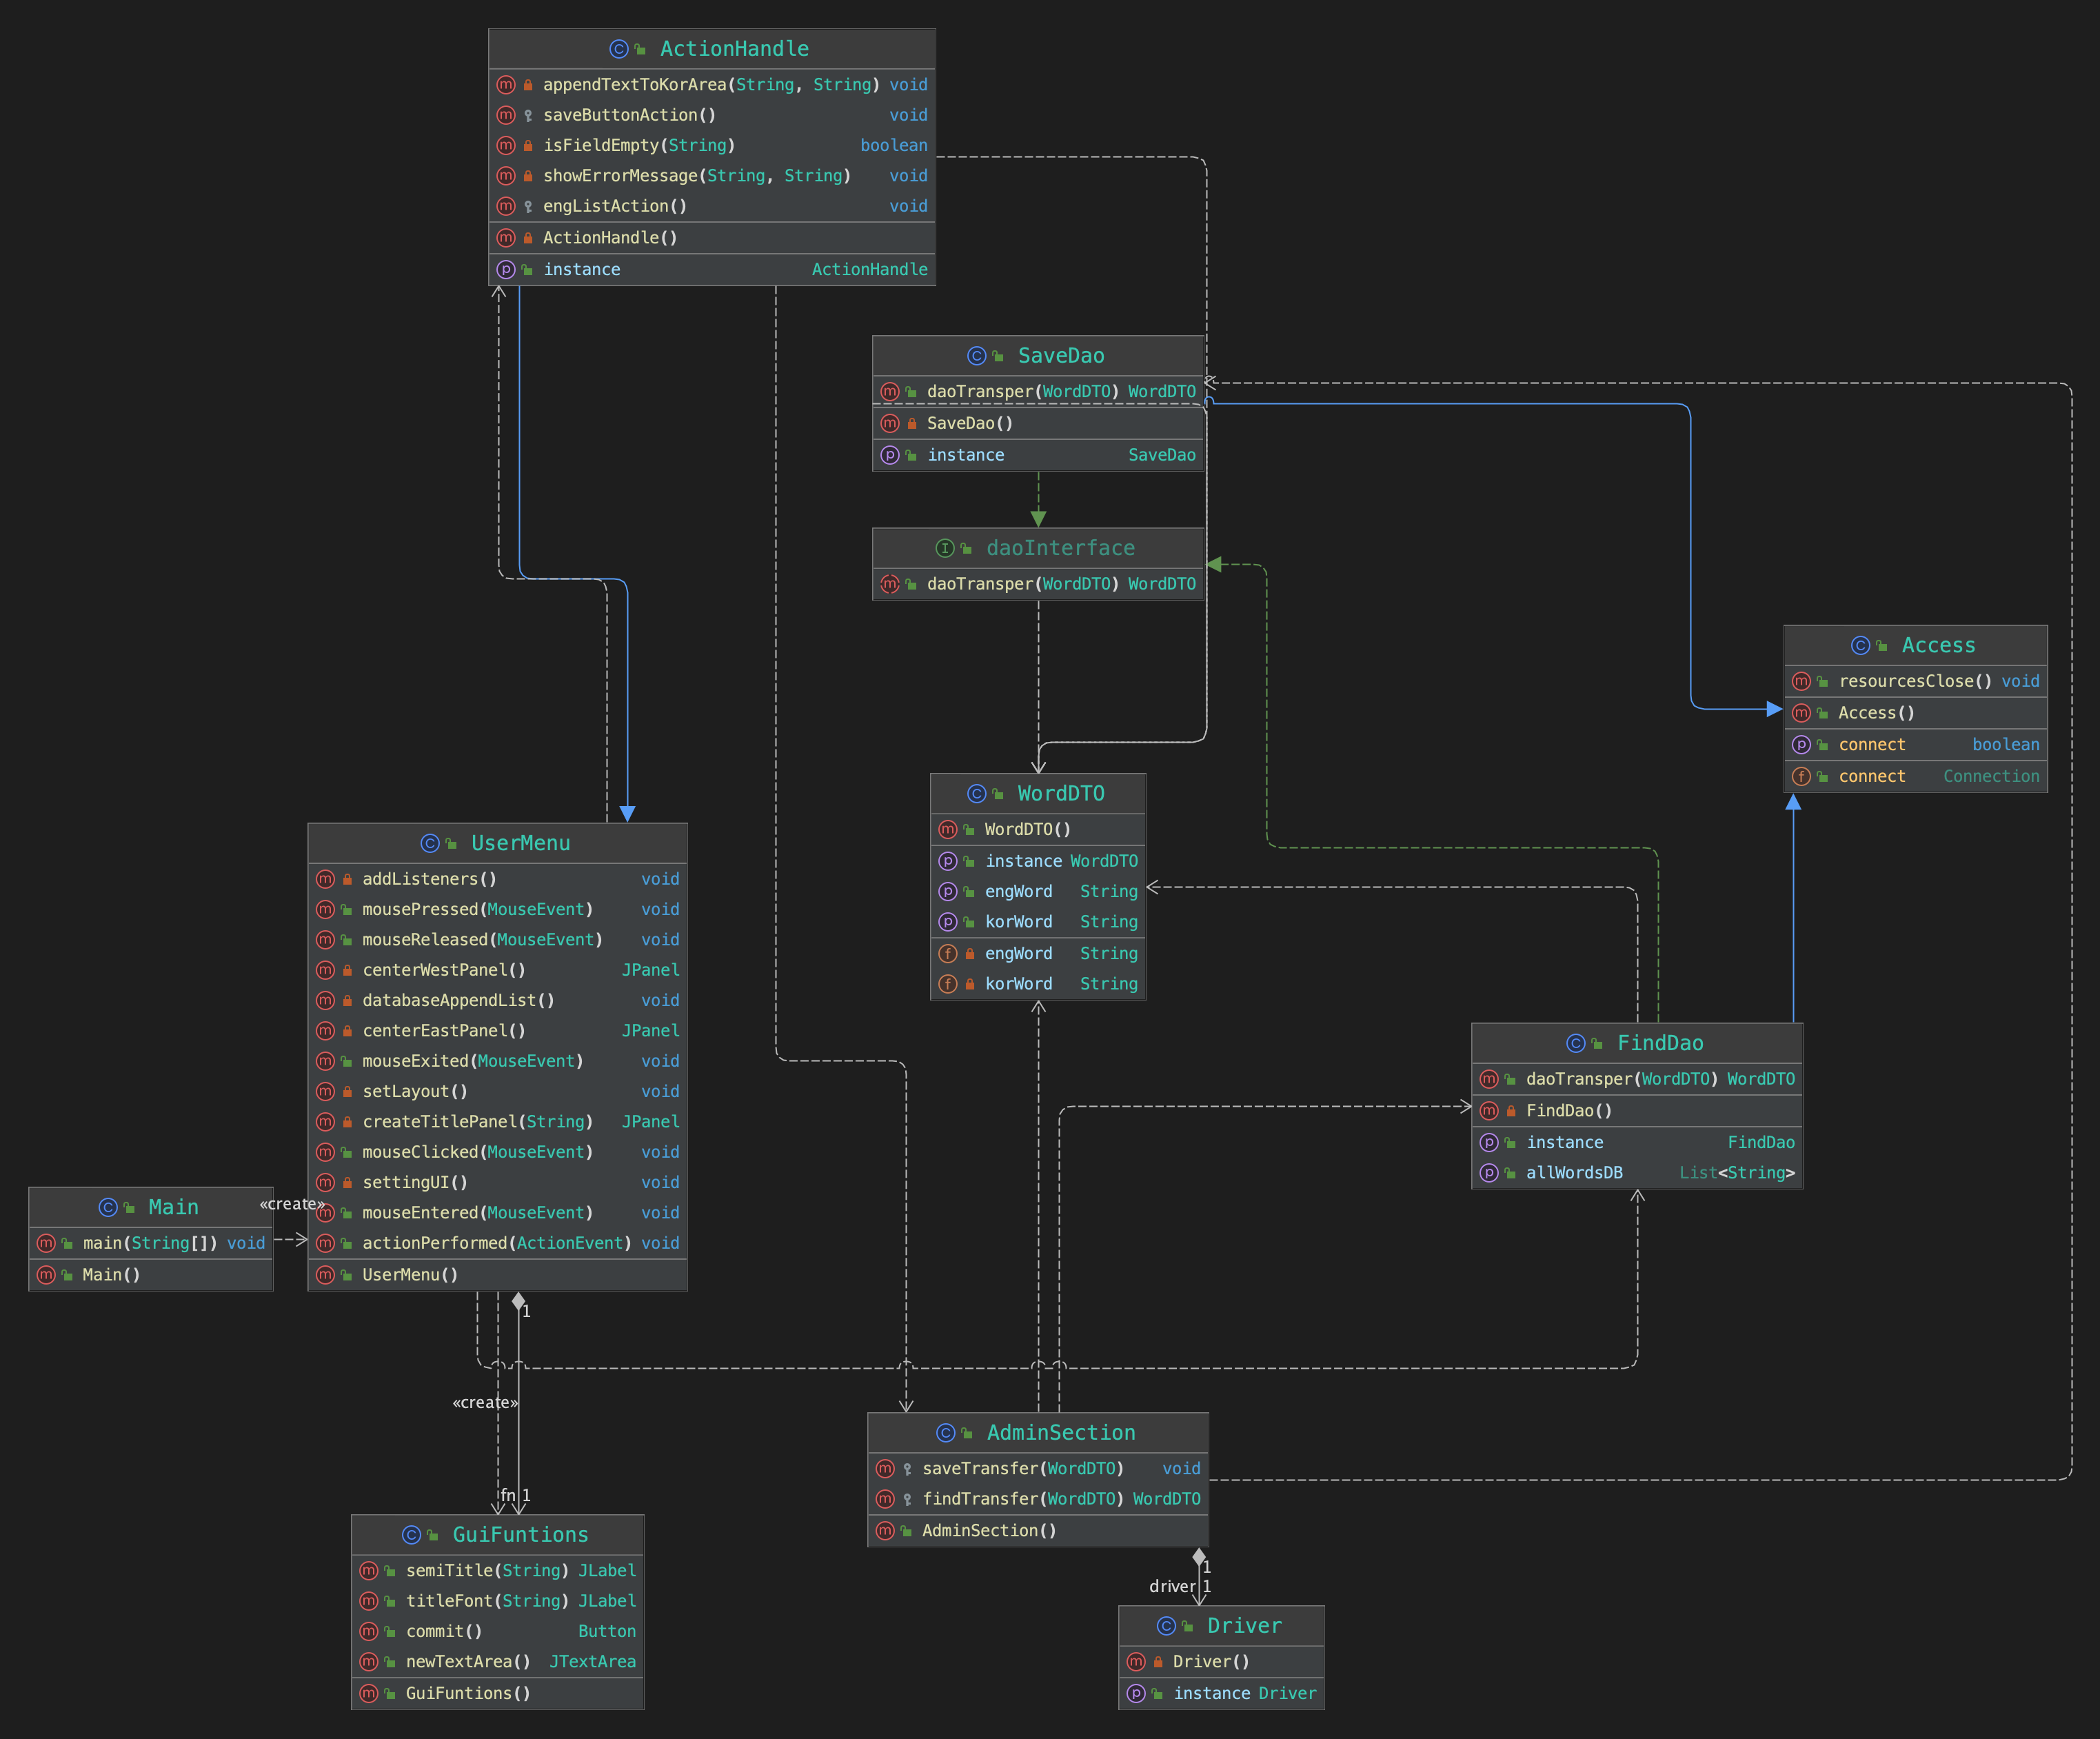 ActionHandle
appendTextToKorArea(String, String) void
saveButtonAction() void
isFieldEmpty(String) boolean
showErrorMessage(String, String) void
engListAction() void
ActionHandle()
instance ActionHandle
SaveDao
daoTransper(WordDTO) WordDTO
SaveDao()
instance SaveDao
daoInterface
daoTransper(WordDTO) WordDTO
Access
resourcesClose() void
Access()
connect boolean
connect Connection
WordDTO
WordDTO()
instance WordDTO
engWord String
korWord String
engWord String
korWord String
UserMenu
addListeners() void
mousePressed(MouseEvent) void
mouseReleased(MouseEvent) void
centerWestPanel() JPanel
databaseAppendList() void
centerEastPanel() JPanel
mouseExited(MouseEvent) void
setLayout() void
createTitlePanel(String) JPanel
mouseClicked(MouseEvent) void
settingUI() void
mouseEntered(MouseEvent) void
actionPerformed(ActionEvent) void
UserMenu()
FindDao
daoTransper(WordDTO) WordDTO
FindDao()
instance FindDao
allWordsDB List<String>
Main
main(String[]) void
Main()
«create»
1
«create»
fn 1
AdminSection
saveTransfer(WordDTO) void
findTransfer(WordDTO) WordDTO
AdminSection()
1
driver 1
GuiFuntions
semiTitle(String) JLabel
titleFont(String) JLabel
commit() Button
newTextArea() JTextArea
GuiFuntions()
Driver
Driver()
instance Driver